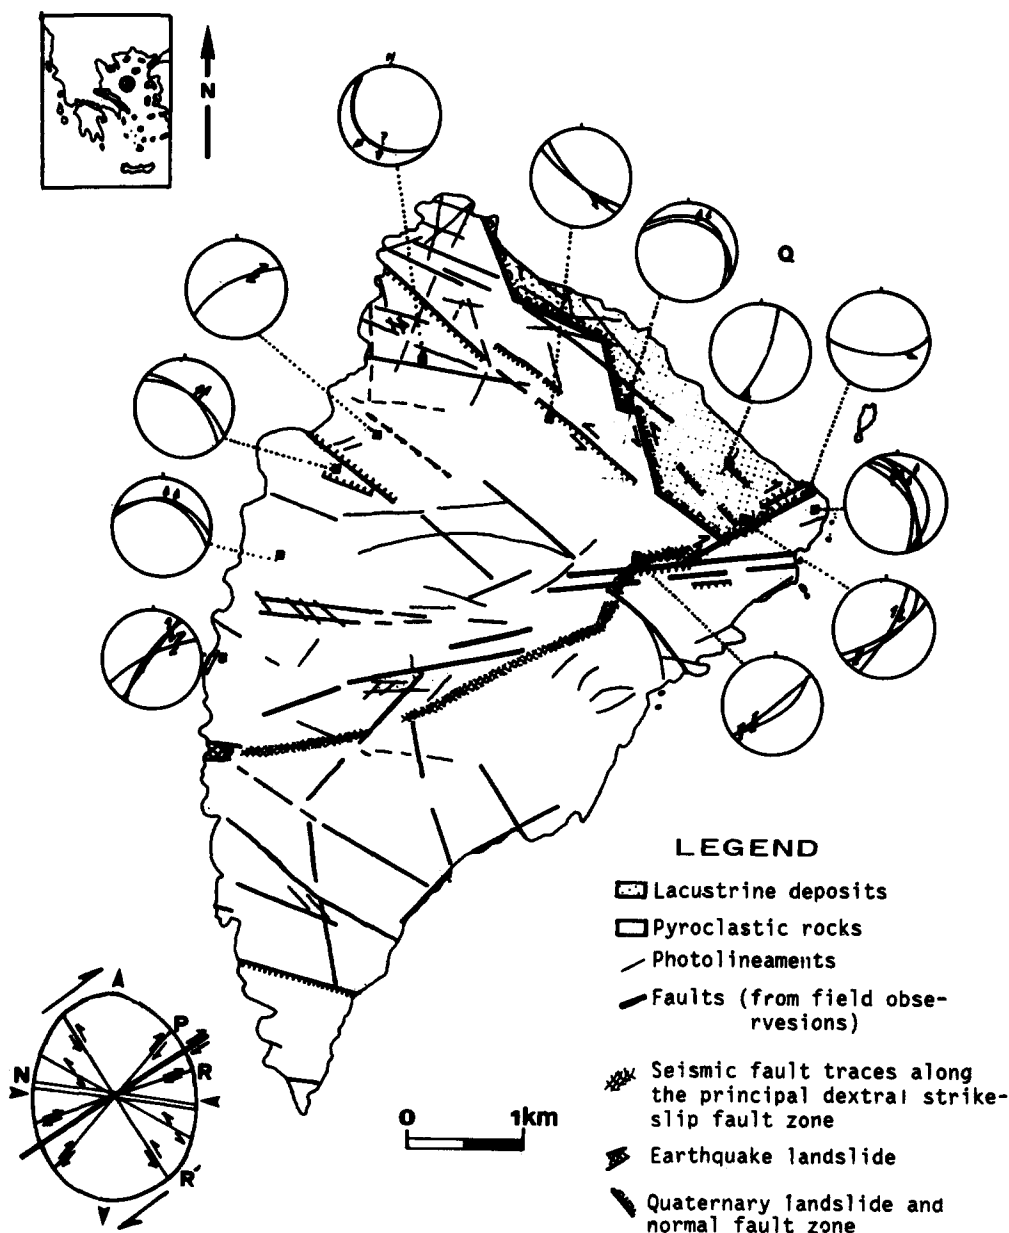 N
Q
LEGEND
Lacustrine deposits
Pyroclastic rocks
Photolineaments
Faults (from field obse-
rvesions)
Seismic fault traces along
the principal dextral strike-
slip fault zone
Earthquake landslide
Quaternary landslide and
normal fault zone
0 1km
P
N R
R'